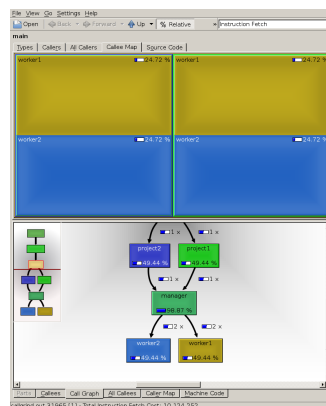 File View Go Settings Help
Open Back Forward Up % Relative Instruction Fetch
main
Types Callers All Callers Callee Map Source Code
worker1 24.72 % worker1 24.72 %
worker2 24.72 % worker2 24.72 %
1 x 1 x
project2 project1
49.44 % 49.44 %
1 x 1 x
manager
98.87 %
2 x 2 x
worker2 worker1
49.44 % 49.44 %
Parts Callees Call Graph All Callees Caller Map Machine Code